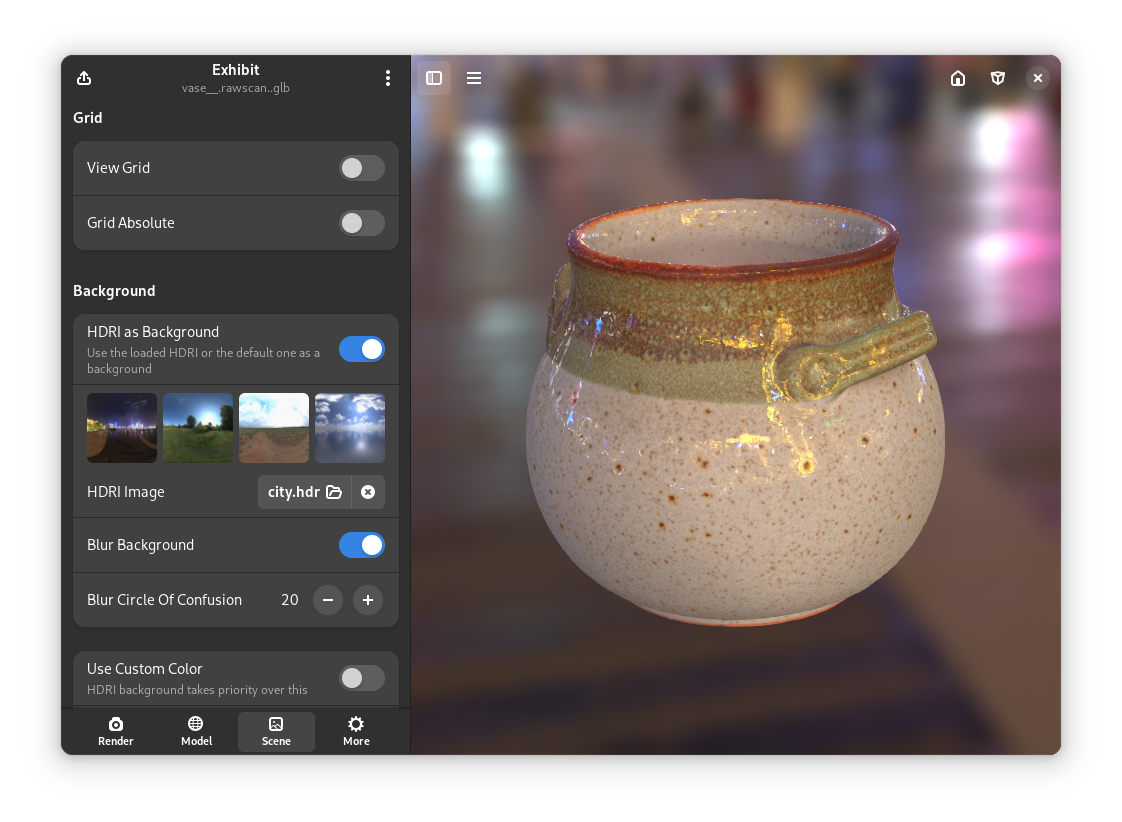 Exhibit
vase__.rawscan..glb
Grid
View Grid
Grid Absolute
Background
HDRI as Background
Use the loaded HDRI or the default one as a
background
HDRI Image
city.hdr
Blur Background
Blur Circle Of Confusion 20
Use Custom Color
HDRI background takes priority over this
Render Model Scene More